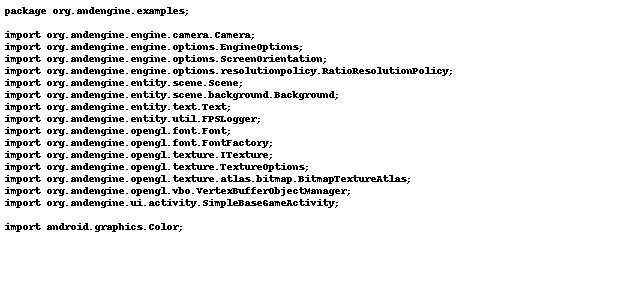 package org.andengine.examples;

import org.andengine.engine.camera.Camera;
import org.andengine.engine.options.EngineOptions;
import org.andengine.engine.options.ScreenOrientation;
import org.andengine.engine.options.resolutionpolicy.RatioResolutionPolicy;
import org.andengine.entity.scene.Scene;
import org.andengine.entity.scene.background.Background;
import org.andengine.entity.text.Text;
import org.andengine.entity.util.FPSLogger;
import org.andengine.opengl.font.Font;
import org.andengine.opengl.font.FontFactory;
import org.andengine.opengl.texture.ITexture;
import org.andengine.opengl.texture.TextureOptions;
import org.andengine.opengl.texture.atlas.bitmap.BitmapTextureAtlas;
import org.andengine.opengl.vbo.VertexBufferObjectManager;
import org.andengine.ui.activity.SimpleBaseGameActivity;

import android.graphics.Color;